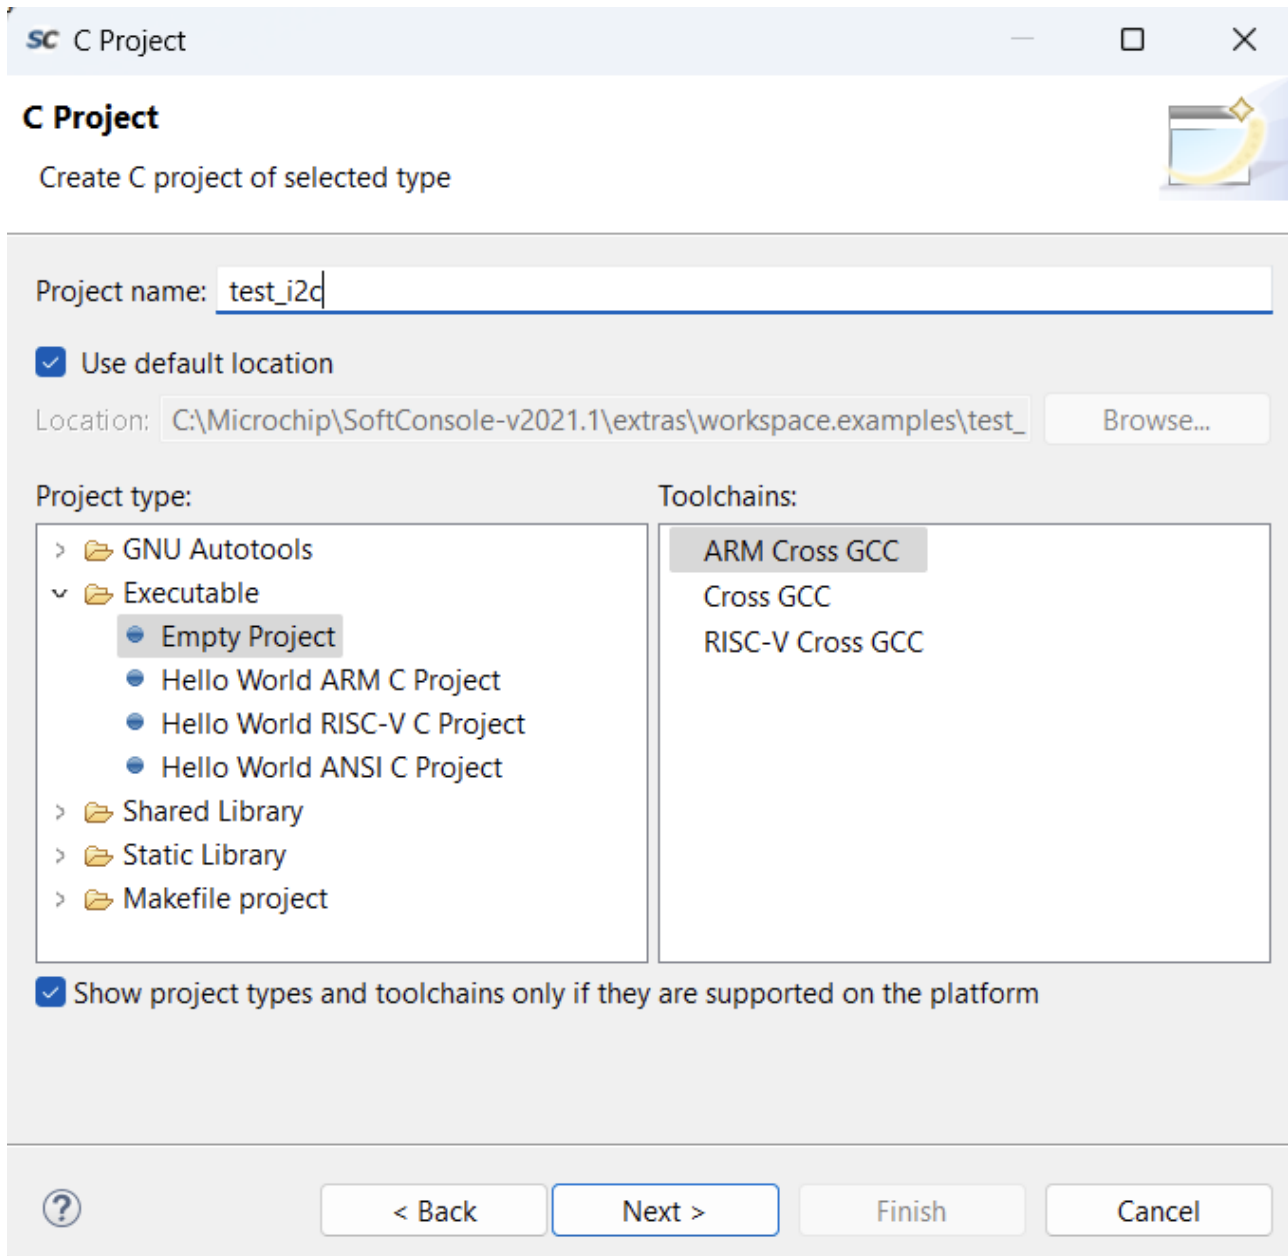 SC C Project
C Project
Create C project of selected type
Project name: test_i2c
Use default location
Location: C:\Microchip\SoftConsole-v2021.1\extras\workspace.examples\test_ Browse...
Project type:
Toolchains:
GNU Autotools
Executable
Empty Project
Hello World ARM C Project
Hello World RISC-V C Project
Hello World ANSI C Project
Shared Library
Static Library
Makefile project
ARM Cross GCC
Cross GCC
RISC-V Cross GCC
Show project types and toolchains only if they are supported on the platform
? < Back Next > Finish Cancel